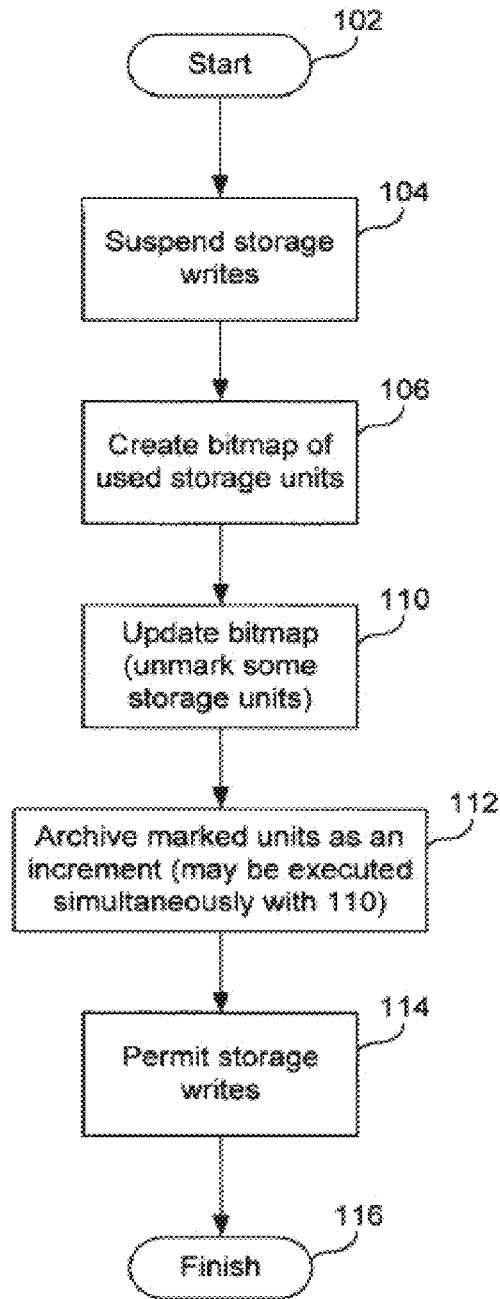 102
Start
104
Suspend storage
writes
106
Create bitmap of
used storage units
110
Update bitmap
(unmark some
storage units)
112
Archive marked units as an
increment (may be executed
simultaneously with 110)
114
Permit storage
writes
116
Finish